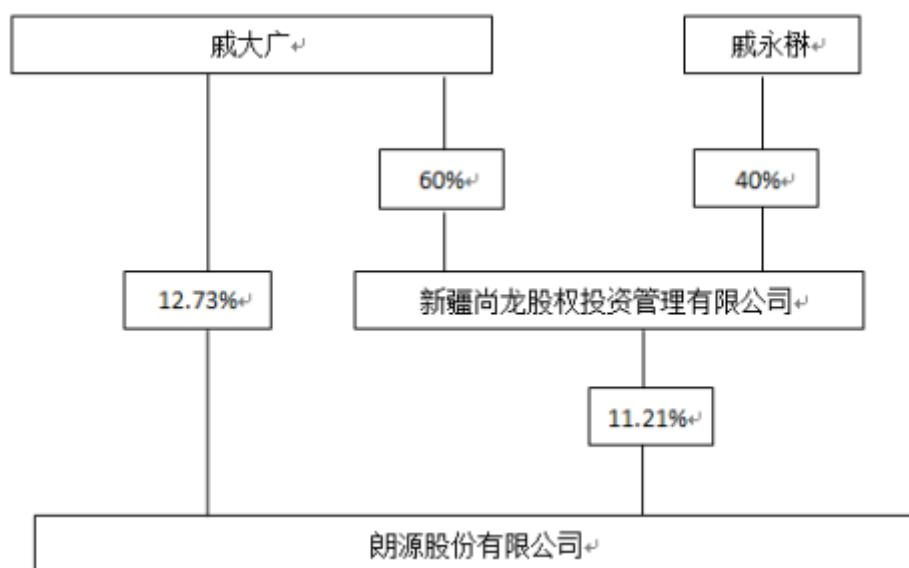 戚大广
戚永楙
60%
40%
12.73%
新疆尚龙股权投资管理有限公司
11.21%
朗源股份有限公司